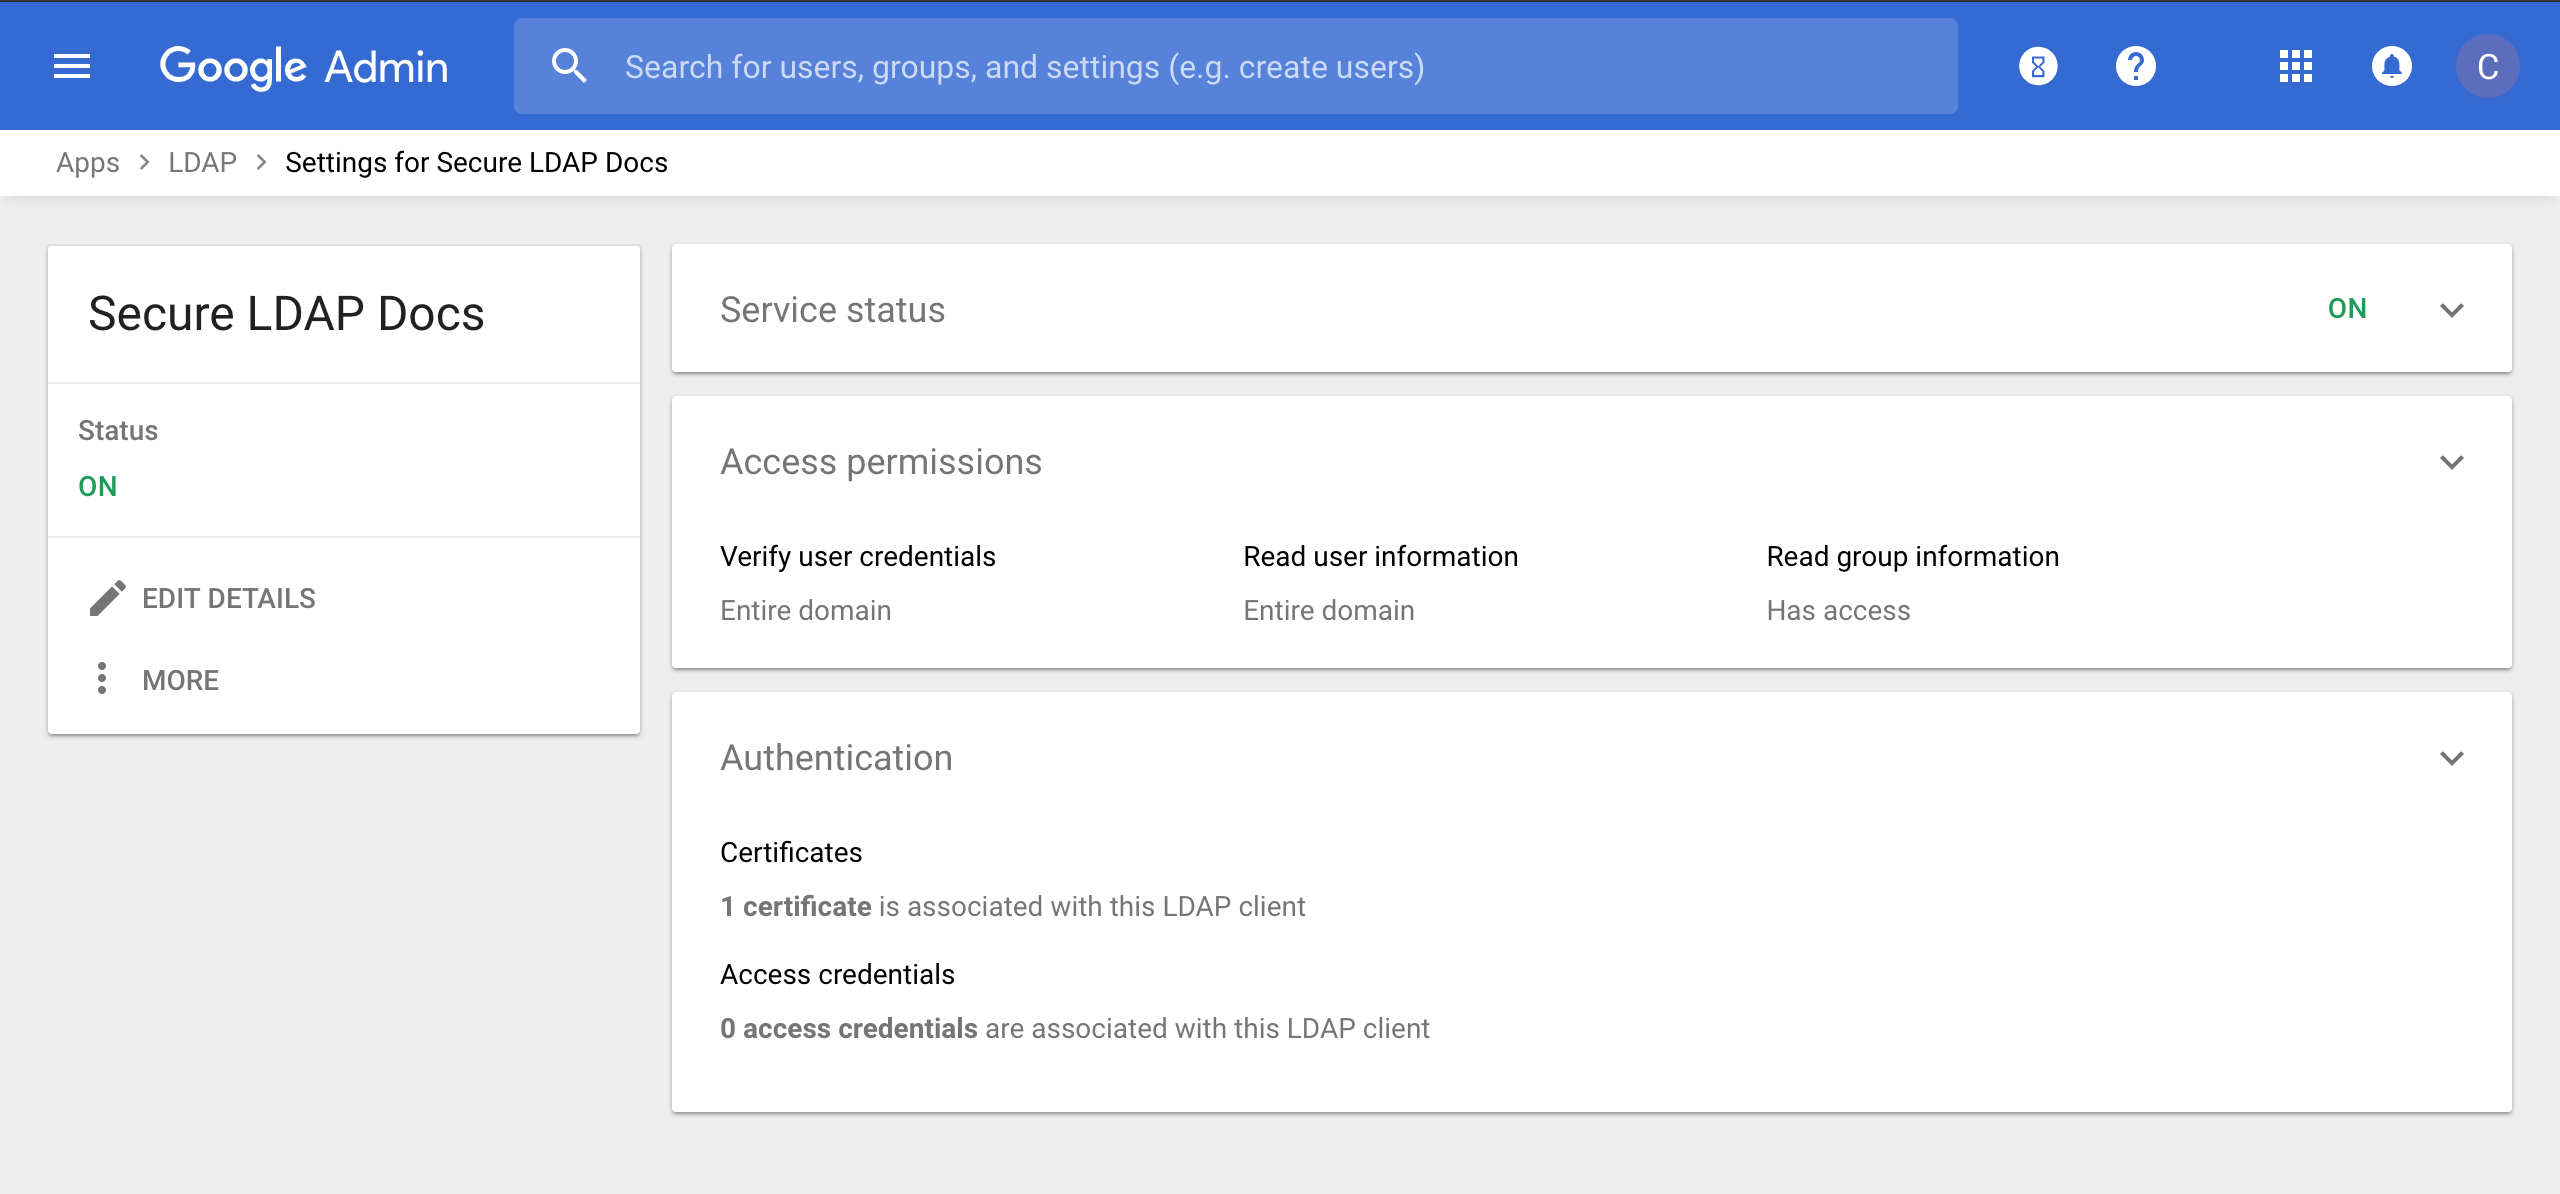 Google Admin
Search for users, groups, and settings (e.g. create users)
C
Apps > LDAP > Settings for Secure LDAP Docs
Secure LDAP Docs
Status
ON
EDIT DETAILS
MORE
Service status
ON
Access permissions
Verify user credentials
Entire domain
Read user information
Entire domain
Read group information
Has access
Authentication
Certificates
1 certificate is associated with this LDAP client
Access credentials
0 access credentials are associated with this LDAP client